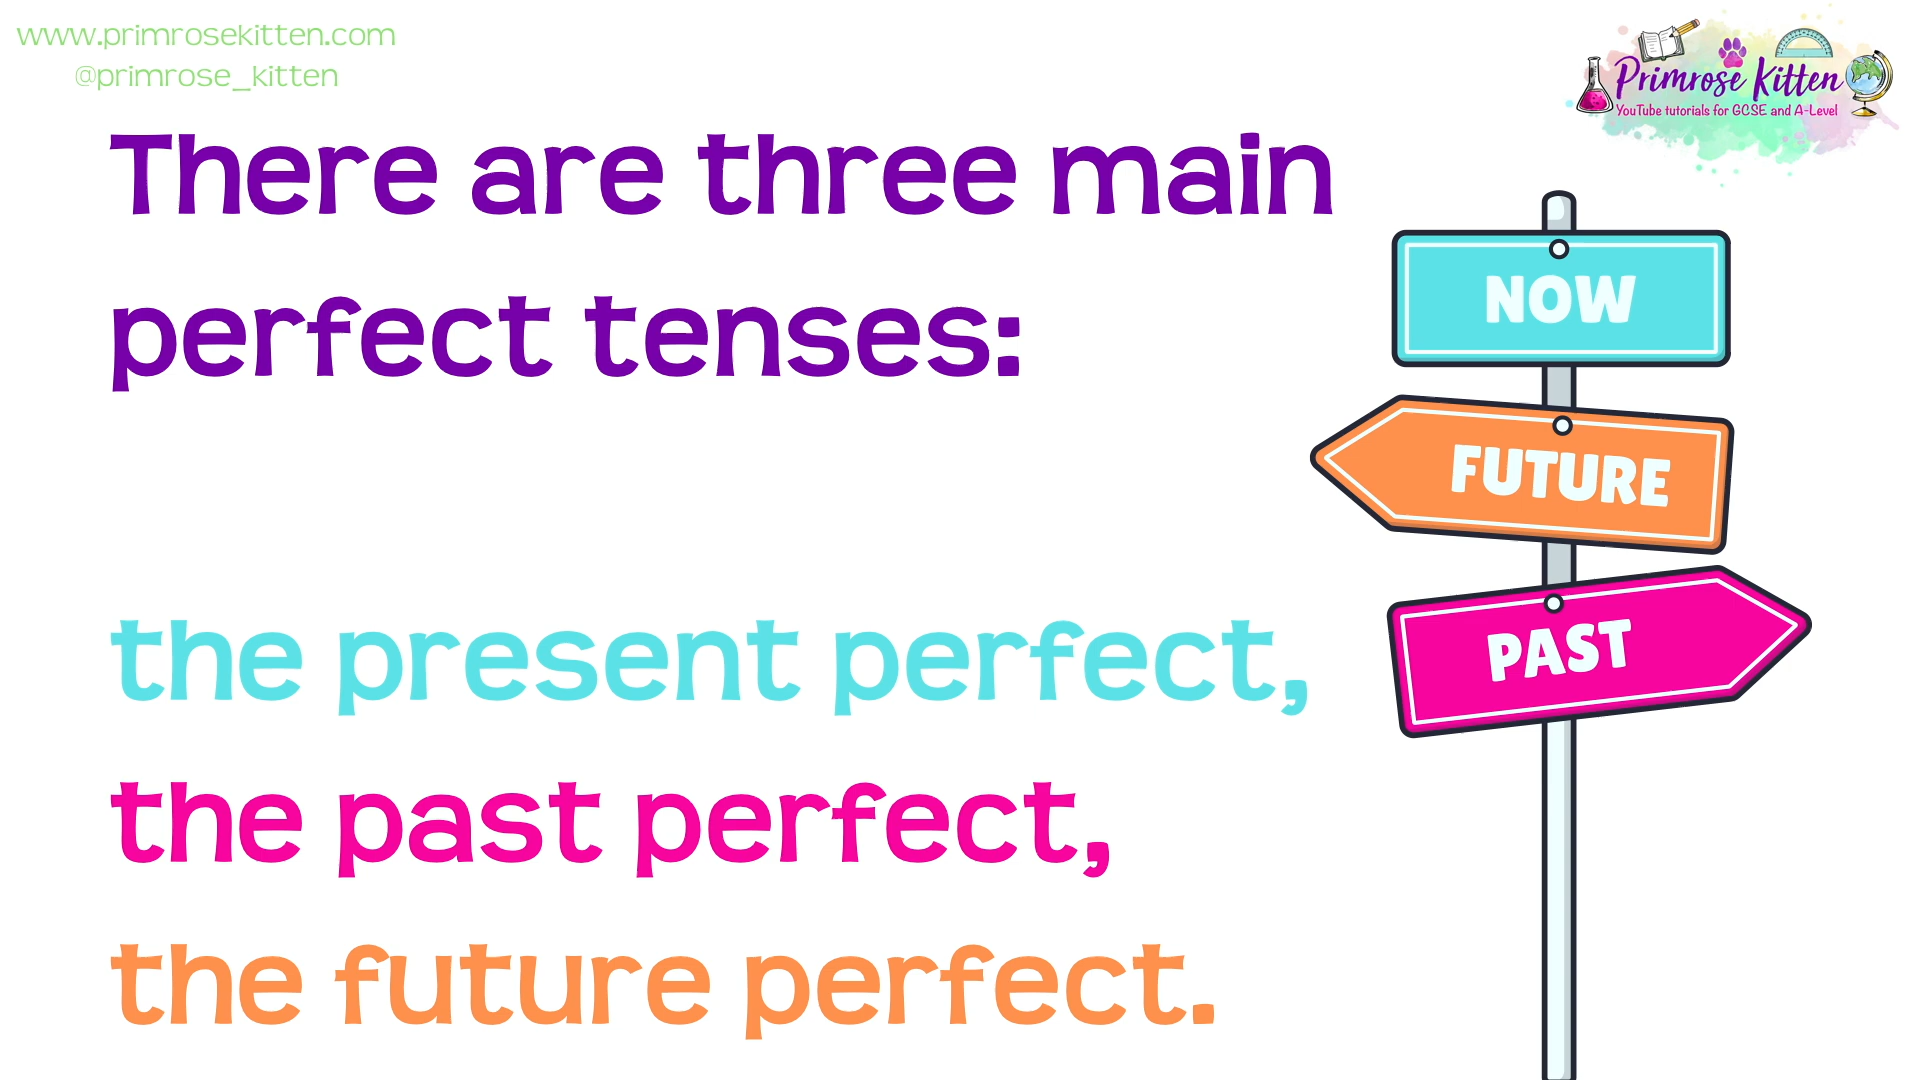 www.primrosekitten.com
@primrose_kitten
Primrose Kitten
YouTube tutorials for GCSE and A-Level
There are three main
perfect tenses:
the present perfect,
the past perfect,
the future perfect.
NOW
FUTURE
PAST